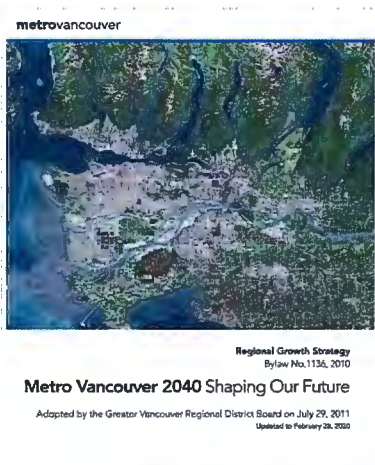 metrovancouver
Regional Growth Strategy
Bylaw No.1136, 2010
Metro Vancouver 2040 Shaping Our Future
Adopted by the Greater Vancouver Regional District Board on July 29, 2011
Updated to February 28, 2020